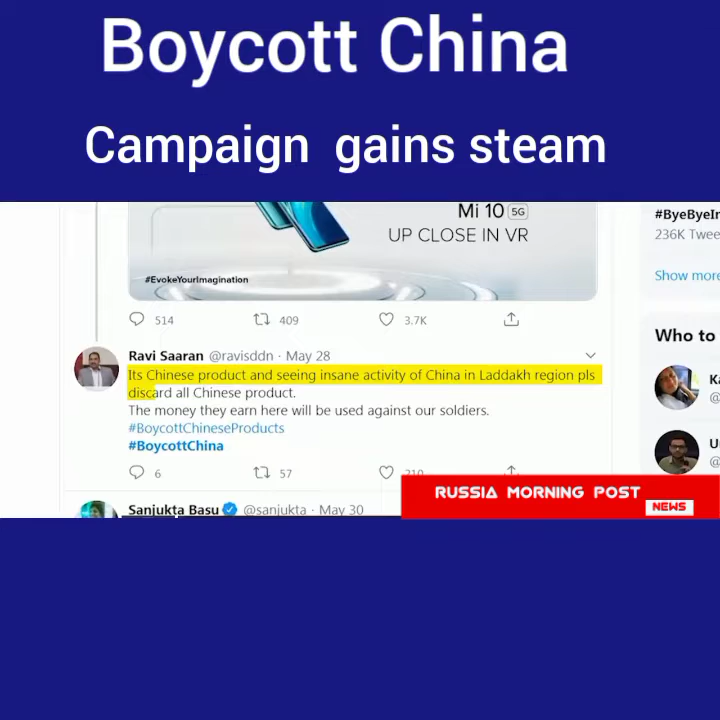 Boycott China
Campaign gains steam
Mi 10 5G
UP CLOSE IN VR
#EvokeYourImagination
514 409 3.7K
Ravi Saaran @ravisddn · May 28
Its Chinese product and seeing insane activity of China in Laddakh region pls
discard all Chinese product.
The money they earn here will be used against our soldiers.
#BoycottChineseProducts
#BoycottChina
6 57 210
Sanjukta Basu @sanjukta · May 30
#ByeByeIn
236K Twee
Show more
Who to
Ka
@
U
@
RUSSIA MORNING POST
NEWS